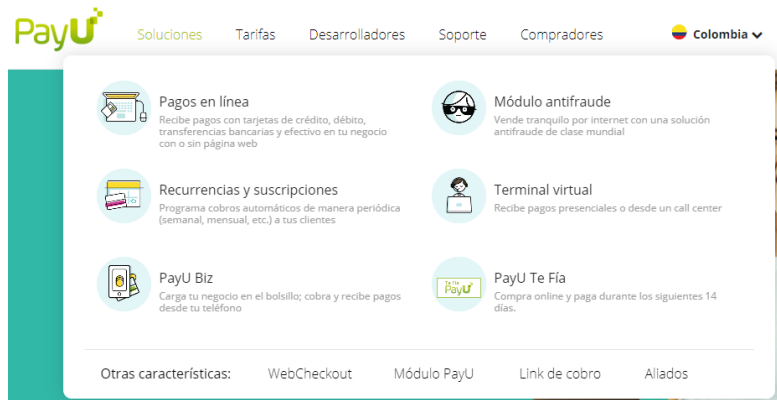 PayU
Soluciones
Tarifas
Desarrolladores
Soporte
Compradores
Colombia
Pagos en línea
Recibe pagos con tarjetas de crédito, débito,
transferencias bancarias y efectivo en tu negocio
con o sin página web
Módulo antifraude
Vende tranquilo por internet con una solución
antifraude de clase mundial
Recurrencias y suscripciones
Programa cobros automáticos de manera periódica
(semanal, mensual, etc.) a tus clientes
Terminal virtual
Recibe pagos presenciales o desde un call center
PayU Biz
Carga tu negocio en el bolsillo; cobra y recibe pagos
desde tu teléfono
Te Fía
PayU
PayU Te Fía
Compra online y paga durante los siguientes 14
días.
Otras características:
WebCheckout
Módulo PayU
Link de cobro
Aliados